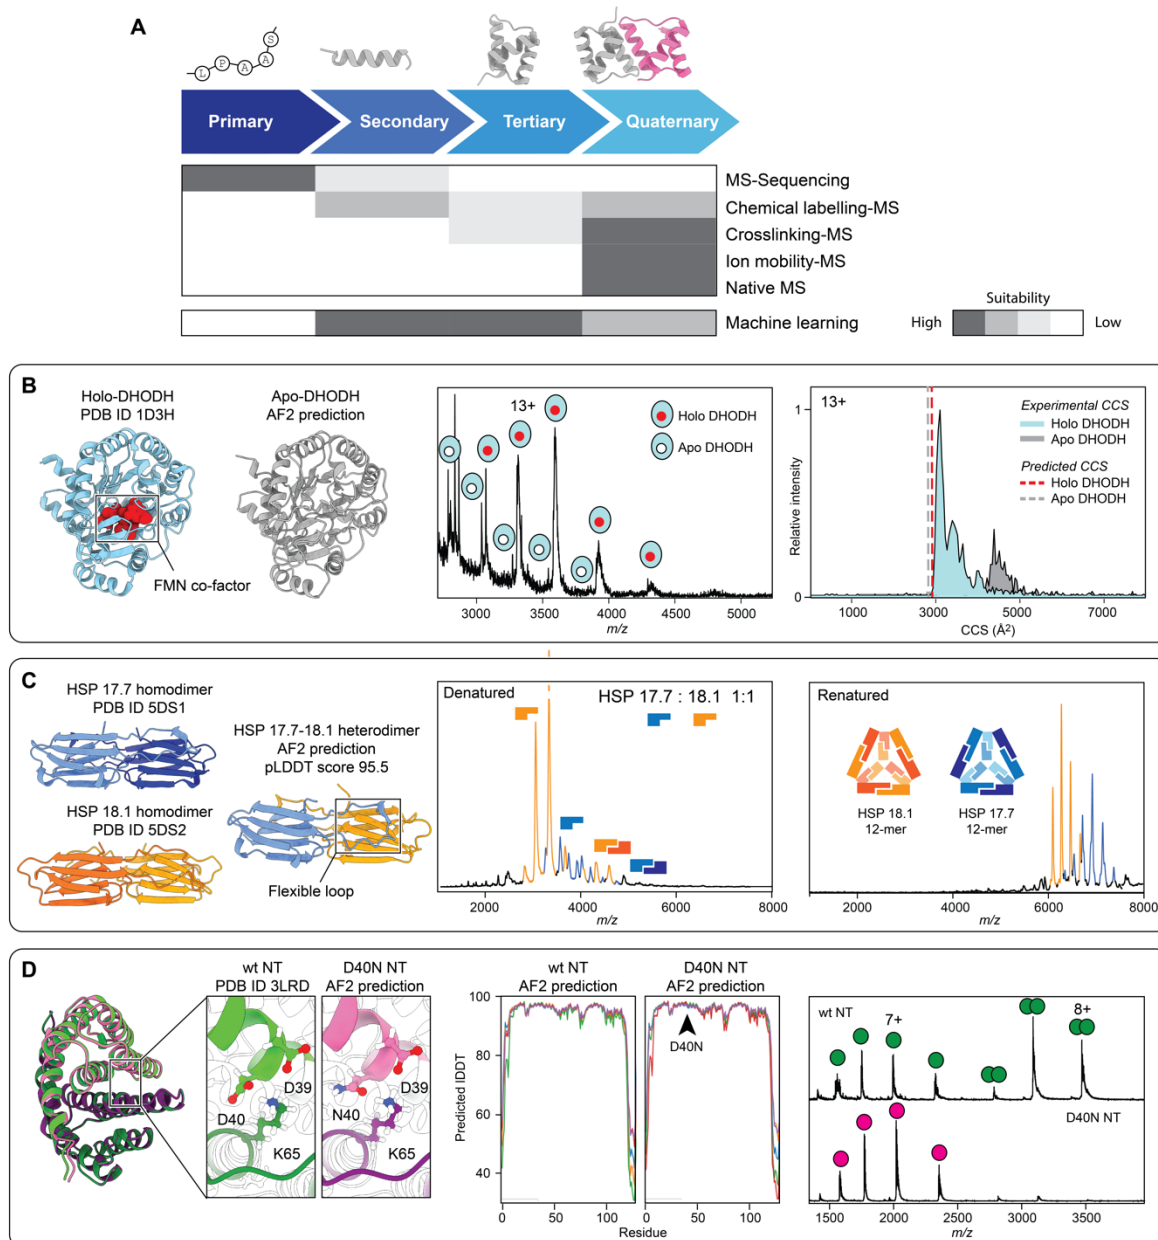 A
L P A A S
Primary
Secondary
Tertiary
Quaternary
MS-Sequencing
Chemical labelling-MS
Crosslinking-MS
Ion mobility-MS
Native MS
Machine learning
Suitability
High
Low
B
Holo-DHODH
PDB ID 1D3H
Apo-DHODH
AF2 prediction
FMN co-factor
13+
Holo DHODH
Apo DHODH
3000 3500 4000 4500 5000
m/z
13+
Experimental CCS
Holo DHODH
Apo DHODH
Predicted CCS
Holo DHODH
Apo DHODH
Relative intensity
1
0
1000 3000 5000 7000
CCS (Å²)
C
HSP 17.7 homodimer
PDB ID 5DS1
HSP 18.1 homodimer
PDB ID 5DS2
HSP 17.7-18.1 heterodimer
AF2 prediction
pLDDT score 95.5
Flexible loop
Denatured
HSP 17.7 : 18.1 1:1
2000 4000 6000 8000
m/z
Renatured
HSP 18.1
12-mer
HSP 17.7
12-mer
2000 4000 6000 8000
m/z
D
wt NT
PDB ID 3LRD
D40N NT
AF2 prediction
D39
D40
K65
D39
N40
K65
wt NT
AF2 prediction
D40N NT
AF2 prediction
Predicted lDDT
100
80
60
40
D40N
0 50 100
0 50 100
Residue
wt NT
7+
8+
D40N NT
1500 2000 2500 3000 3500
m/z